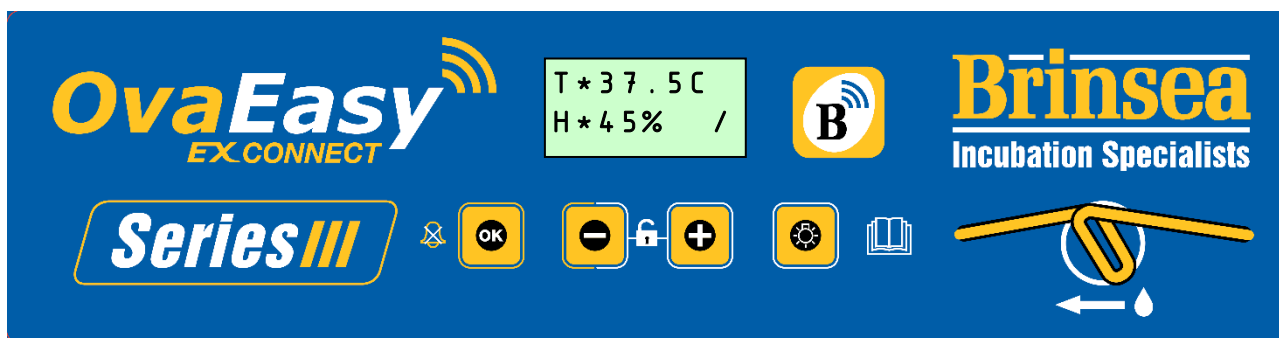 OvaEasy
EX CONNECT
T*37.5C
H*45% /
B
Brinsea
Incubation Specialists
Series III
OK